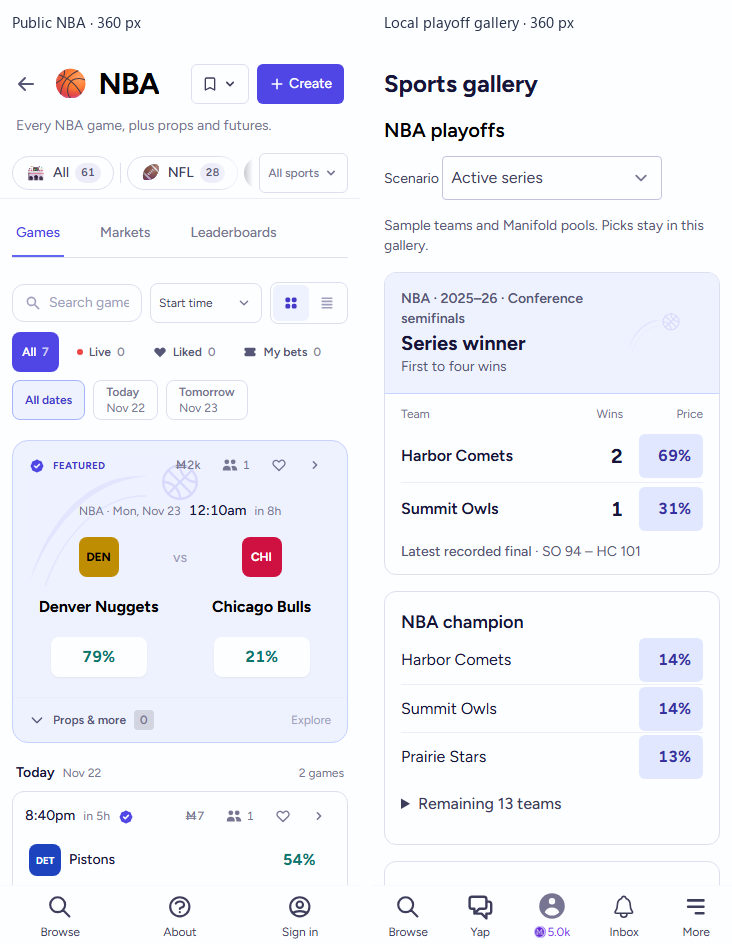 Public NBA · 360 px
NBA
Create
Every NBA game, plus props and futures.
All 61
NFL 28
All sports
Games Markets Leaderboards
Search game
Start time
All 7
Live 0
Liked 0
My bets 0
All dates
Today
Nov 22
Tomorrow
Nov 23
FEATURED
Ṁ2k
1
NBA · Mon, Nov 23 12:10am in 8h
DEN
vs
CHI
Denver Nuggets
Chicago Bulls
79%
21%
Props & more 0
Explore
Today Nov 22
2 games
8:40pm in 5h
Ṁ7
1
DET
Pistons
54%
Browse
About
Sign in
Local playoff gallery · 360 px
Sports gallery
NBA playoffs
Scenario Active series
Sample teams and Manifold pools. Picks stay in this
gallery.
NBA · 2025–26 · Conference
semifinals
Series winner
First to four wins
Team Wins Price
Harbor Comets 2 69%
Summit Owls 1 31%
Latest recorded final · SO 94 – HC 101
NBA champion
Harbor Comets 14%
Summit Owls 14%
Prairie Stars 13%
Remaining 13 teams
Browse
Yap
5.0k
Inbox
More